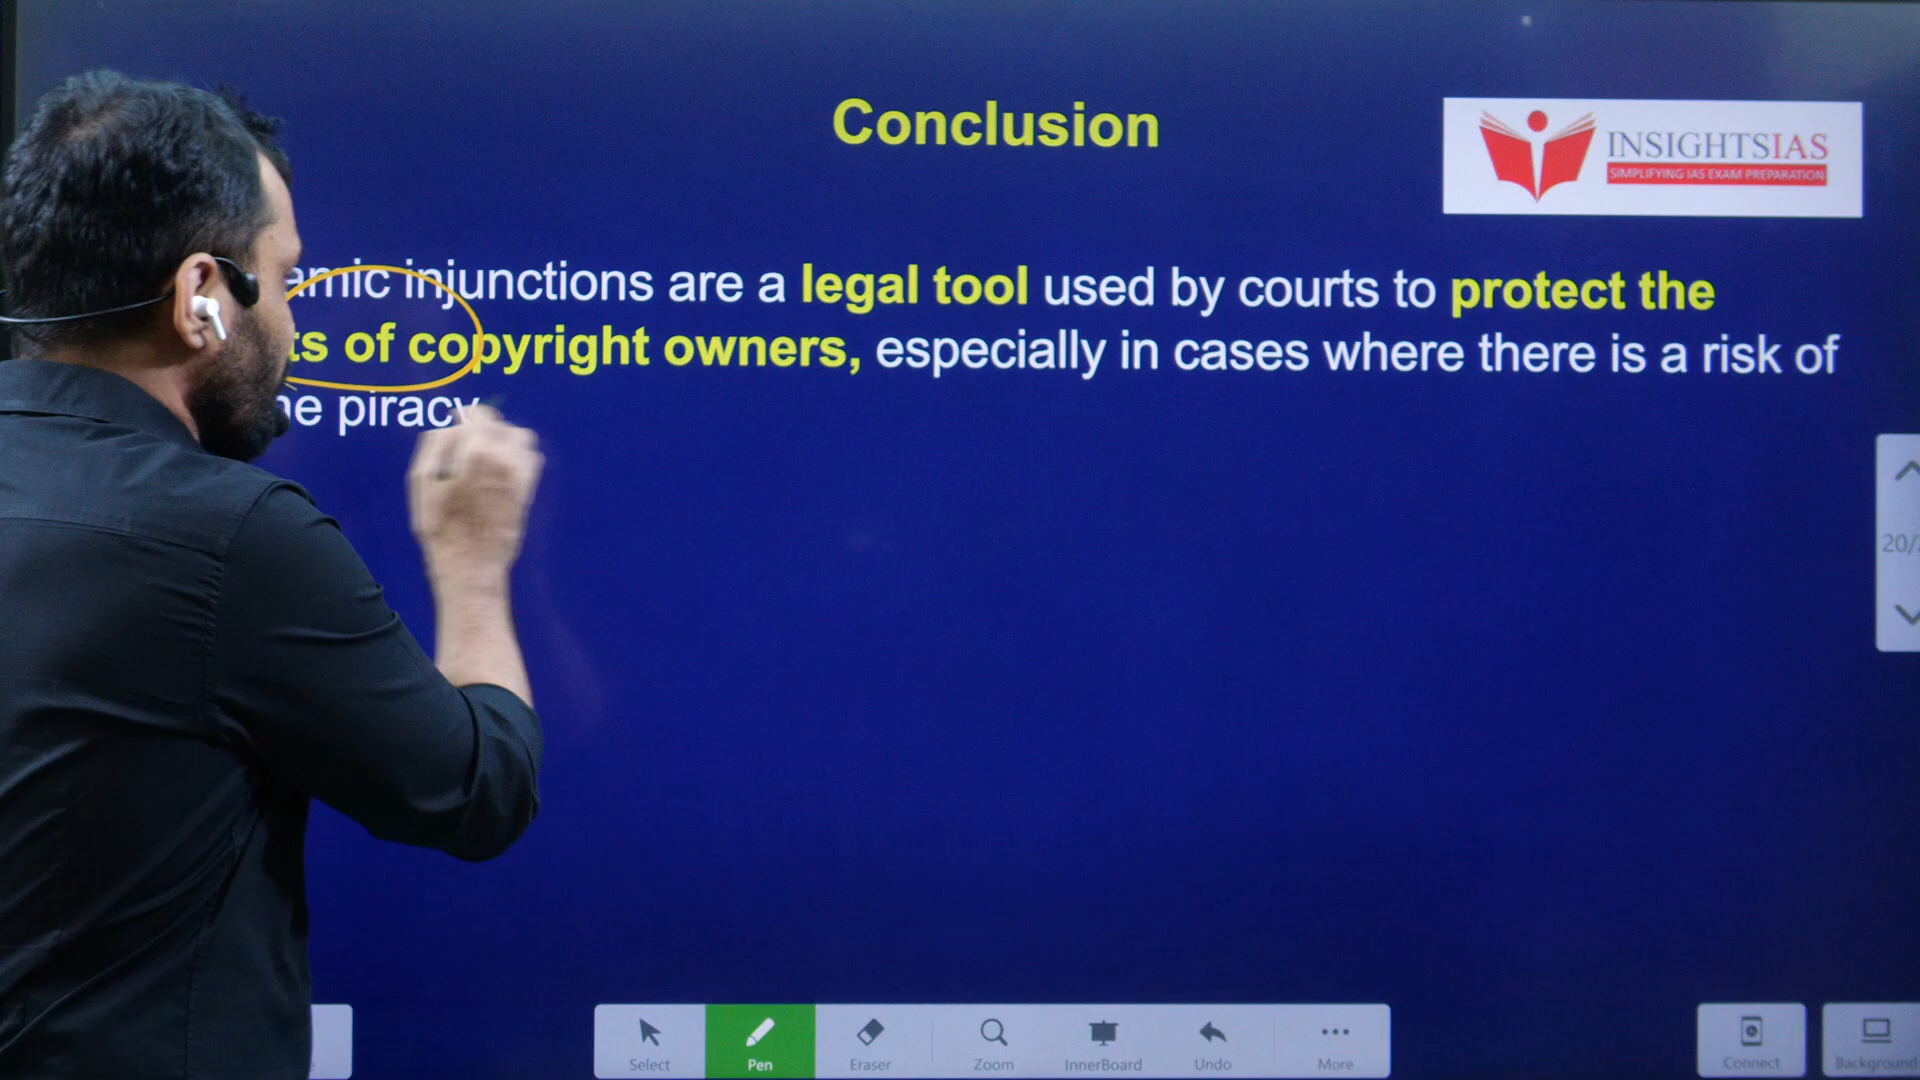 Conclusion
INSIGHTSIAS
SIMPLIFYING IAS EXAM PREPARATION
amic injunctions are a legal tool used by courts to protect the
ts of copyright owners, especially in cases where there is a risk of
ne piracy
20/
Select
Pen
Eraser
Zoom
InnerBoard
Undo
More
Connect
Background